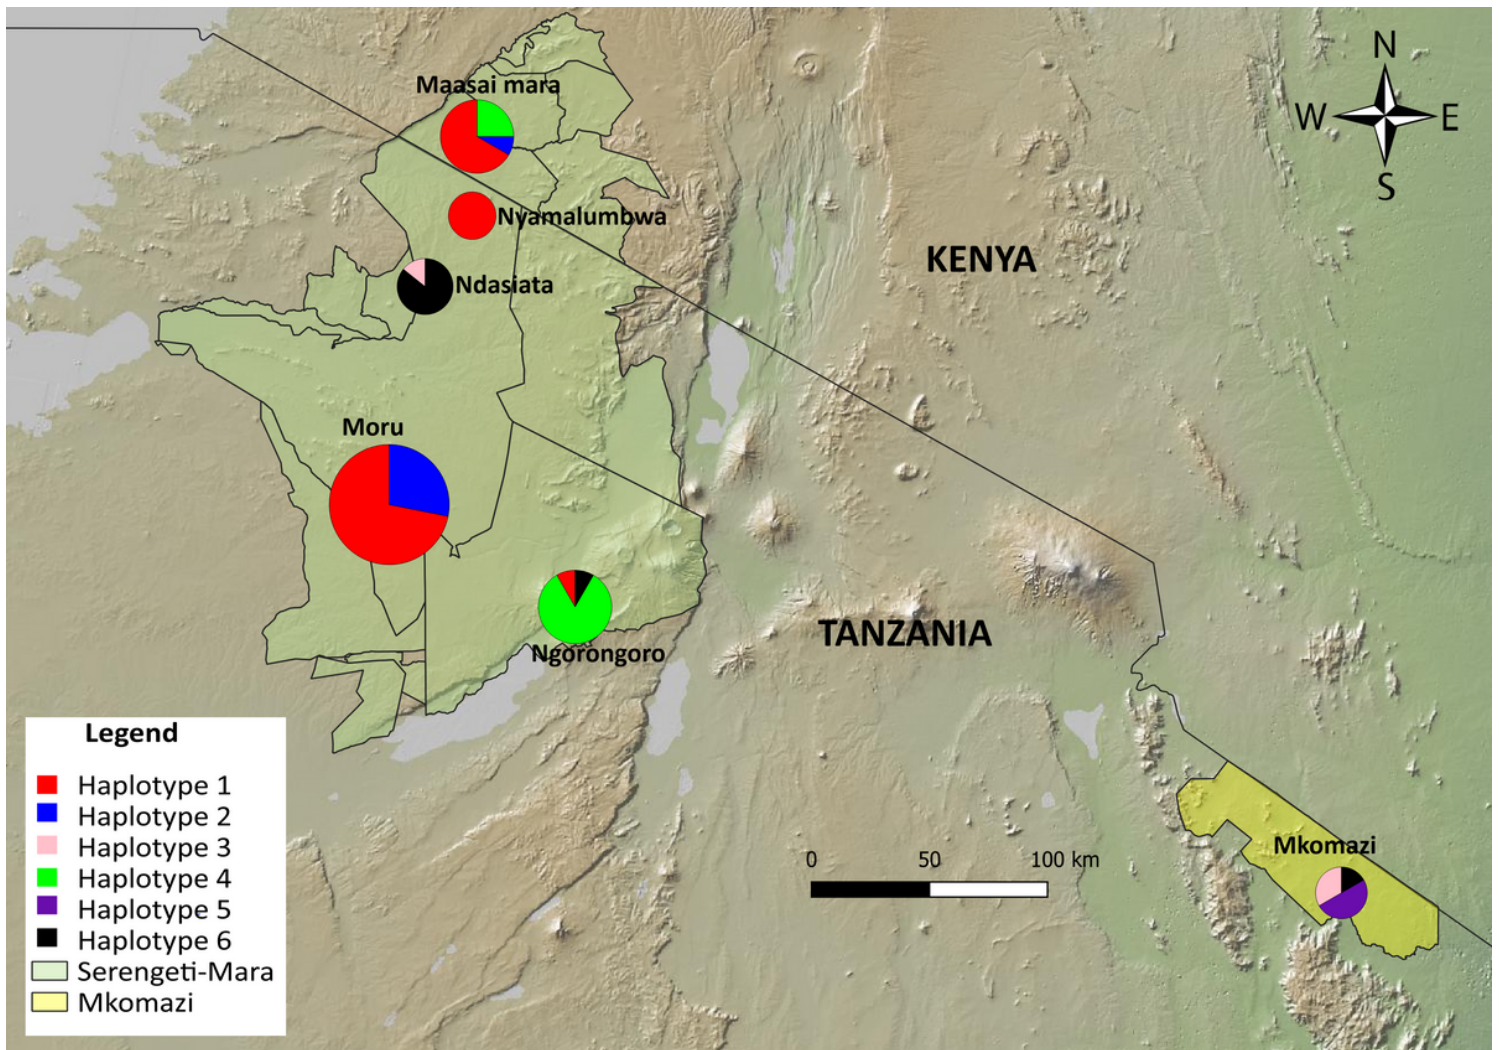 N
W E
S
Maasai mara
Nyamalumbwa
KENYA
Ndasiata
Moru
TANZANIA
Ngorongoro
Legend
Haplotype 1
Haplotype 2
Haplotype 3
Haplotype 4
Haplotype 5
Haplotype 6
Serengeti-Mara
Mkomazi
Mkomazi
0 50 100 km